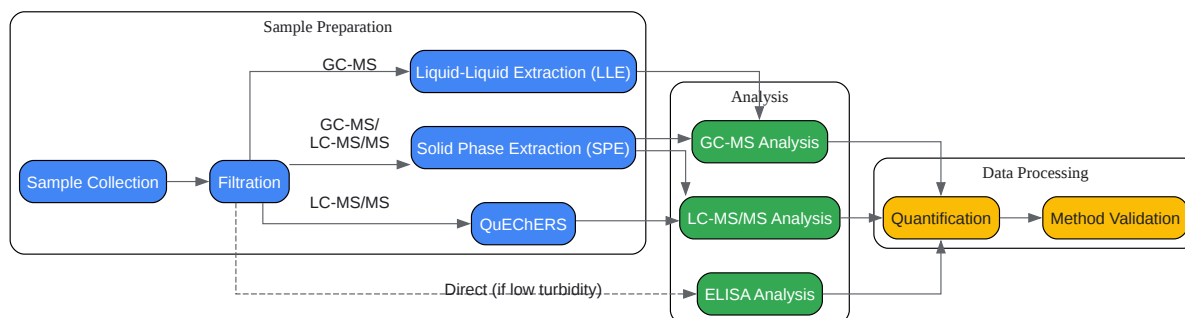 Sample Preparation
GC-MS
Liquid-Liquid Extraction (LLE)
Analysis
GC-MS/
LC-MS/MS
Solid Phase Extraction (SPE)
GC-MS Analysis
Data Processing
Sample Collection
Filtration
LC-MS/MS
QuEChERS
LC-MS/MS Analysis
Quantification
Method Validation
Direct (if low turbidity)
ELISA Analysis